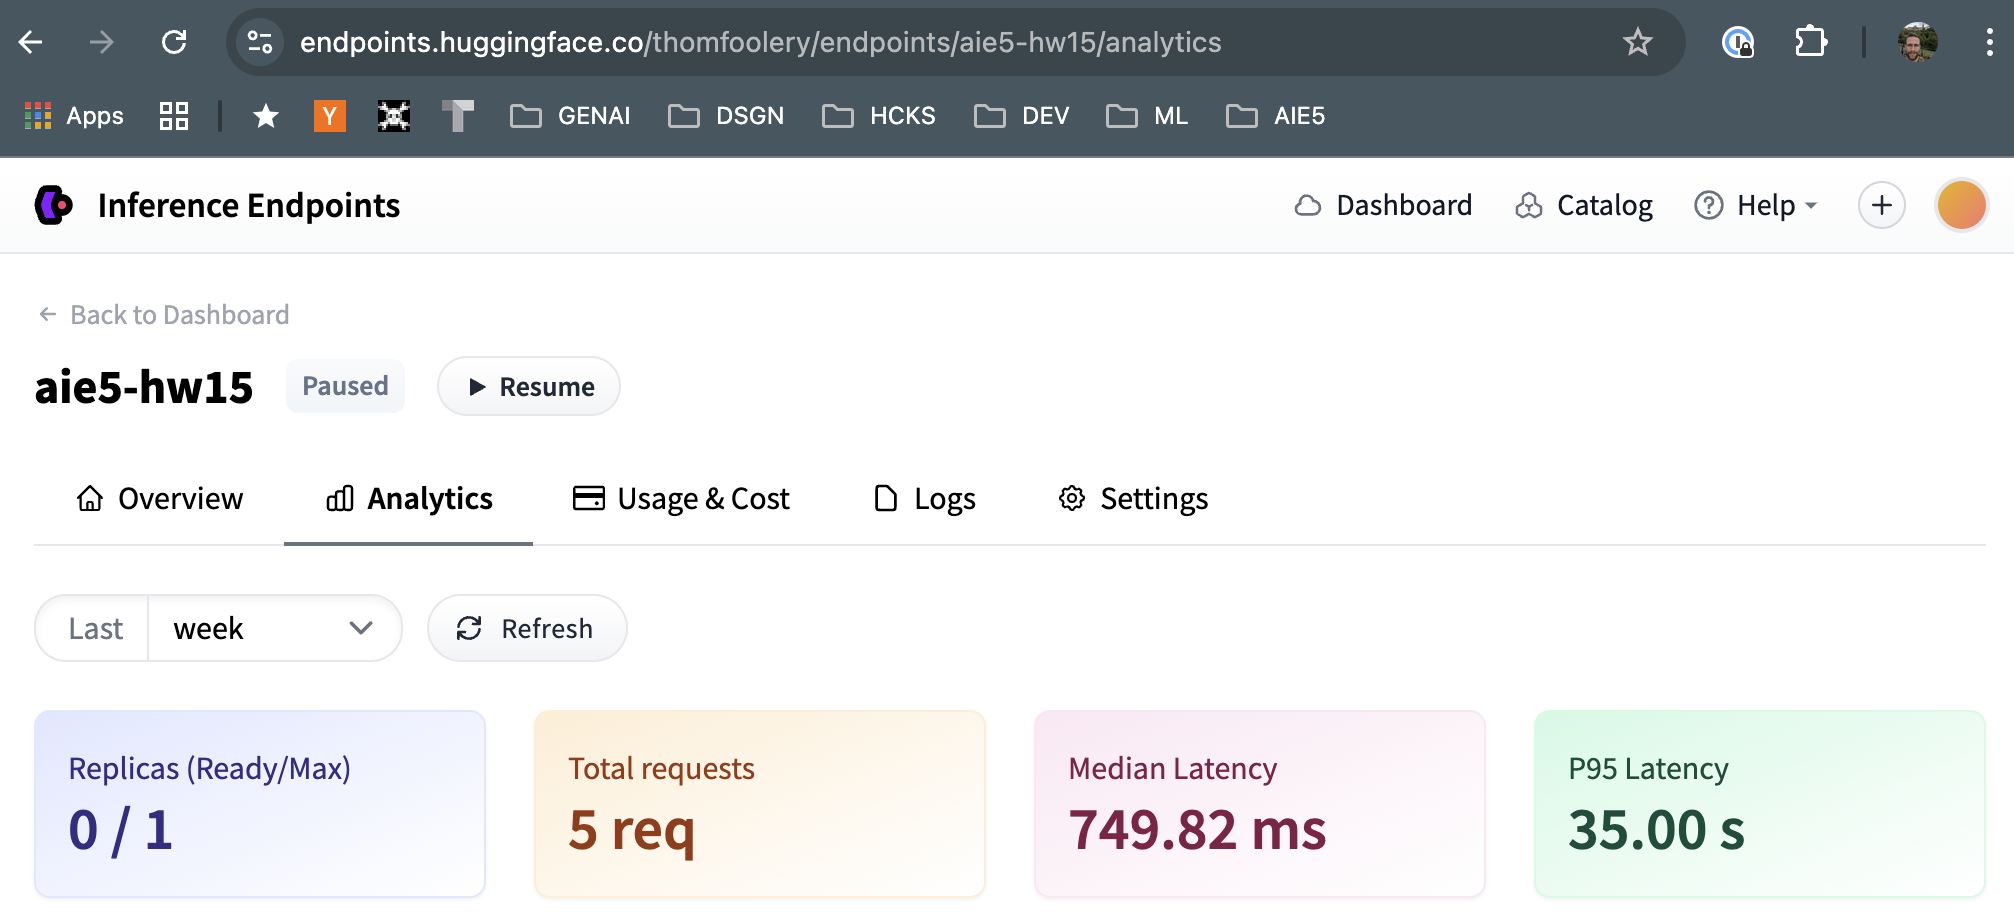 endpoints.huggingface.co/thomfoolery/endpoints/aie5-hw15/analytics
Apps Y GENAI DSGN HCKS DEV ML AIE5
Inference Endpoints Dashboard Catalog Help
Back to Dashboard
aie5-hw15 Paused Resume
Overview Analytics Usage & Cost Logs Settings
Last week Refresh
Replicas (Ready/Max) Total requests Median Latency P95 Latency
0 / 1 5 req 749.82 ms 35.00 s